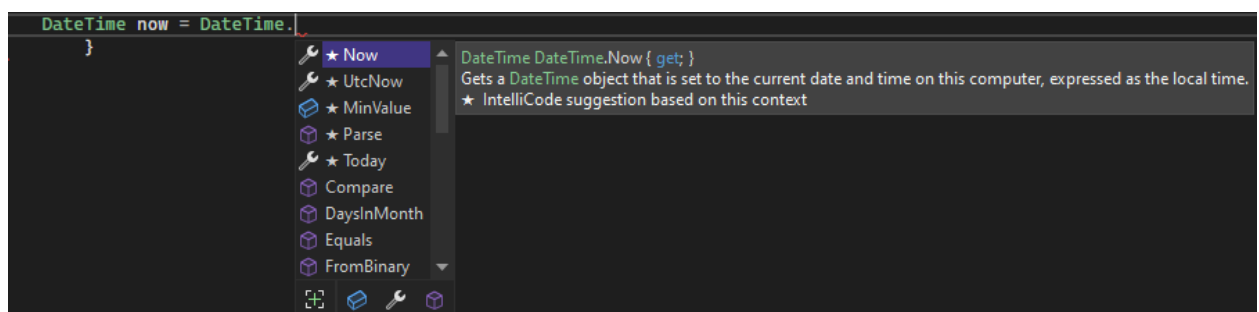 DateTime now = DateTime.
}
★ Now
★ UtcNow
★ MinValue
★ Parse
★ Today
Compare
DaysInMonth
Equals
FromBinary
DateTime DateTime.Now { get; }
Gets a DateTime object that is set to the current date and time on this computer, expressed as the local time.
★ IntelliCode suggestion based on this context